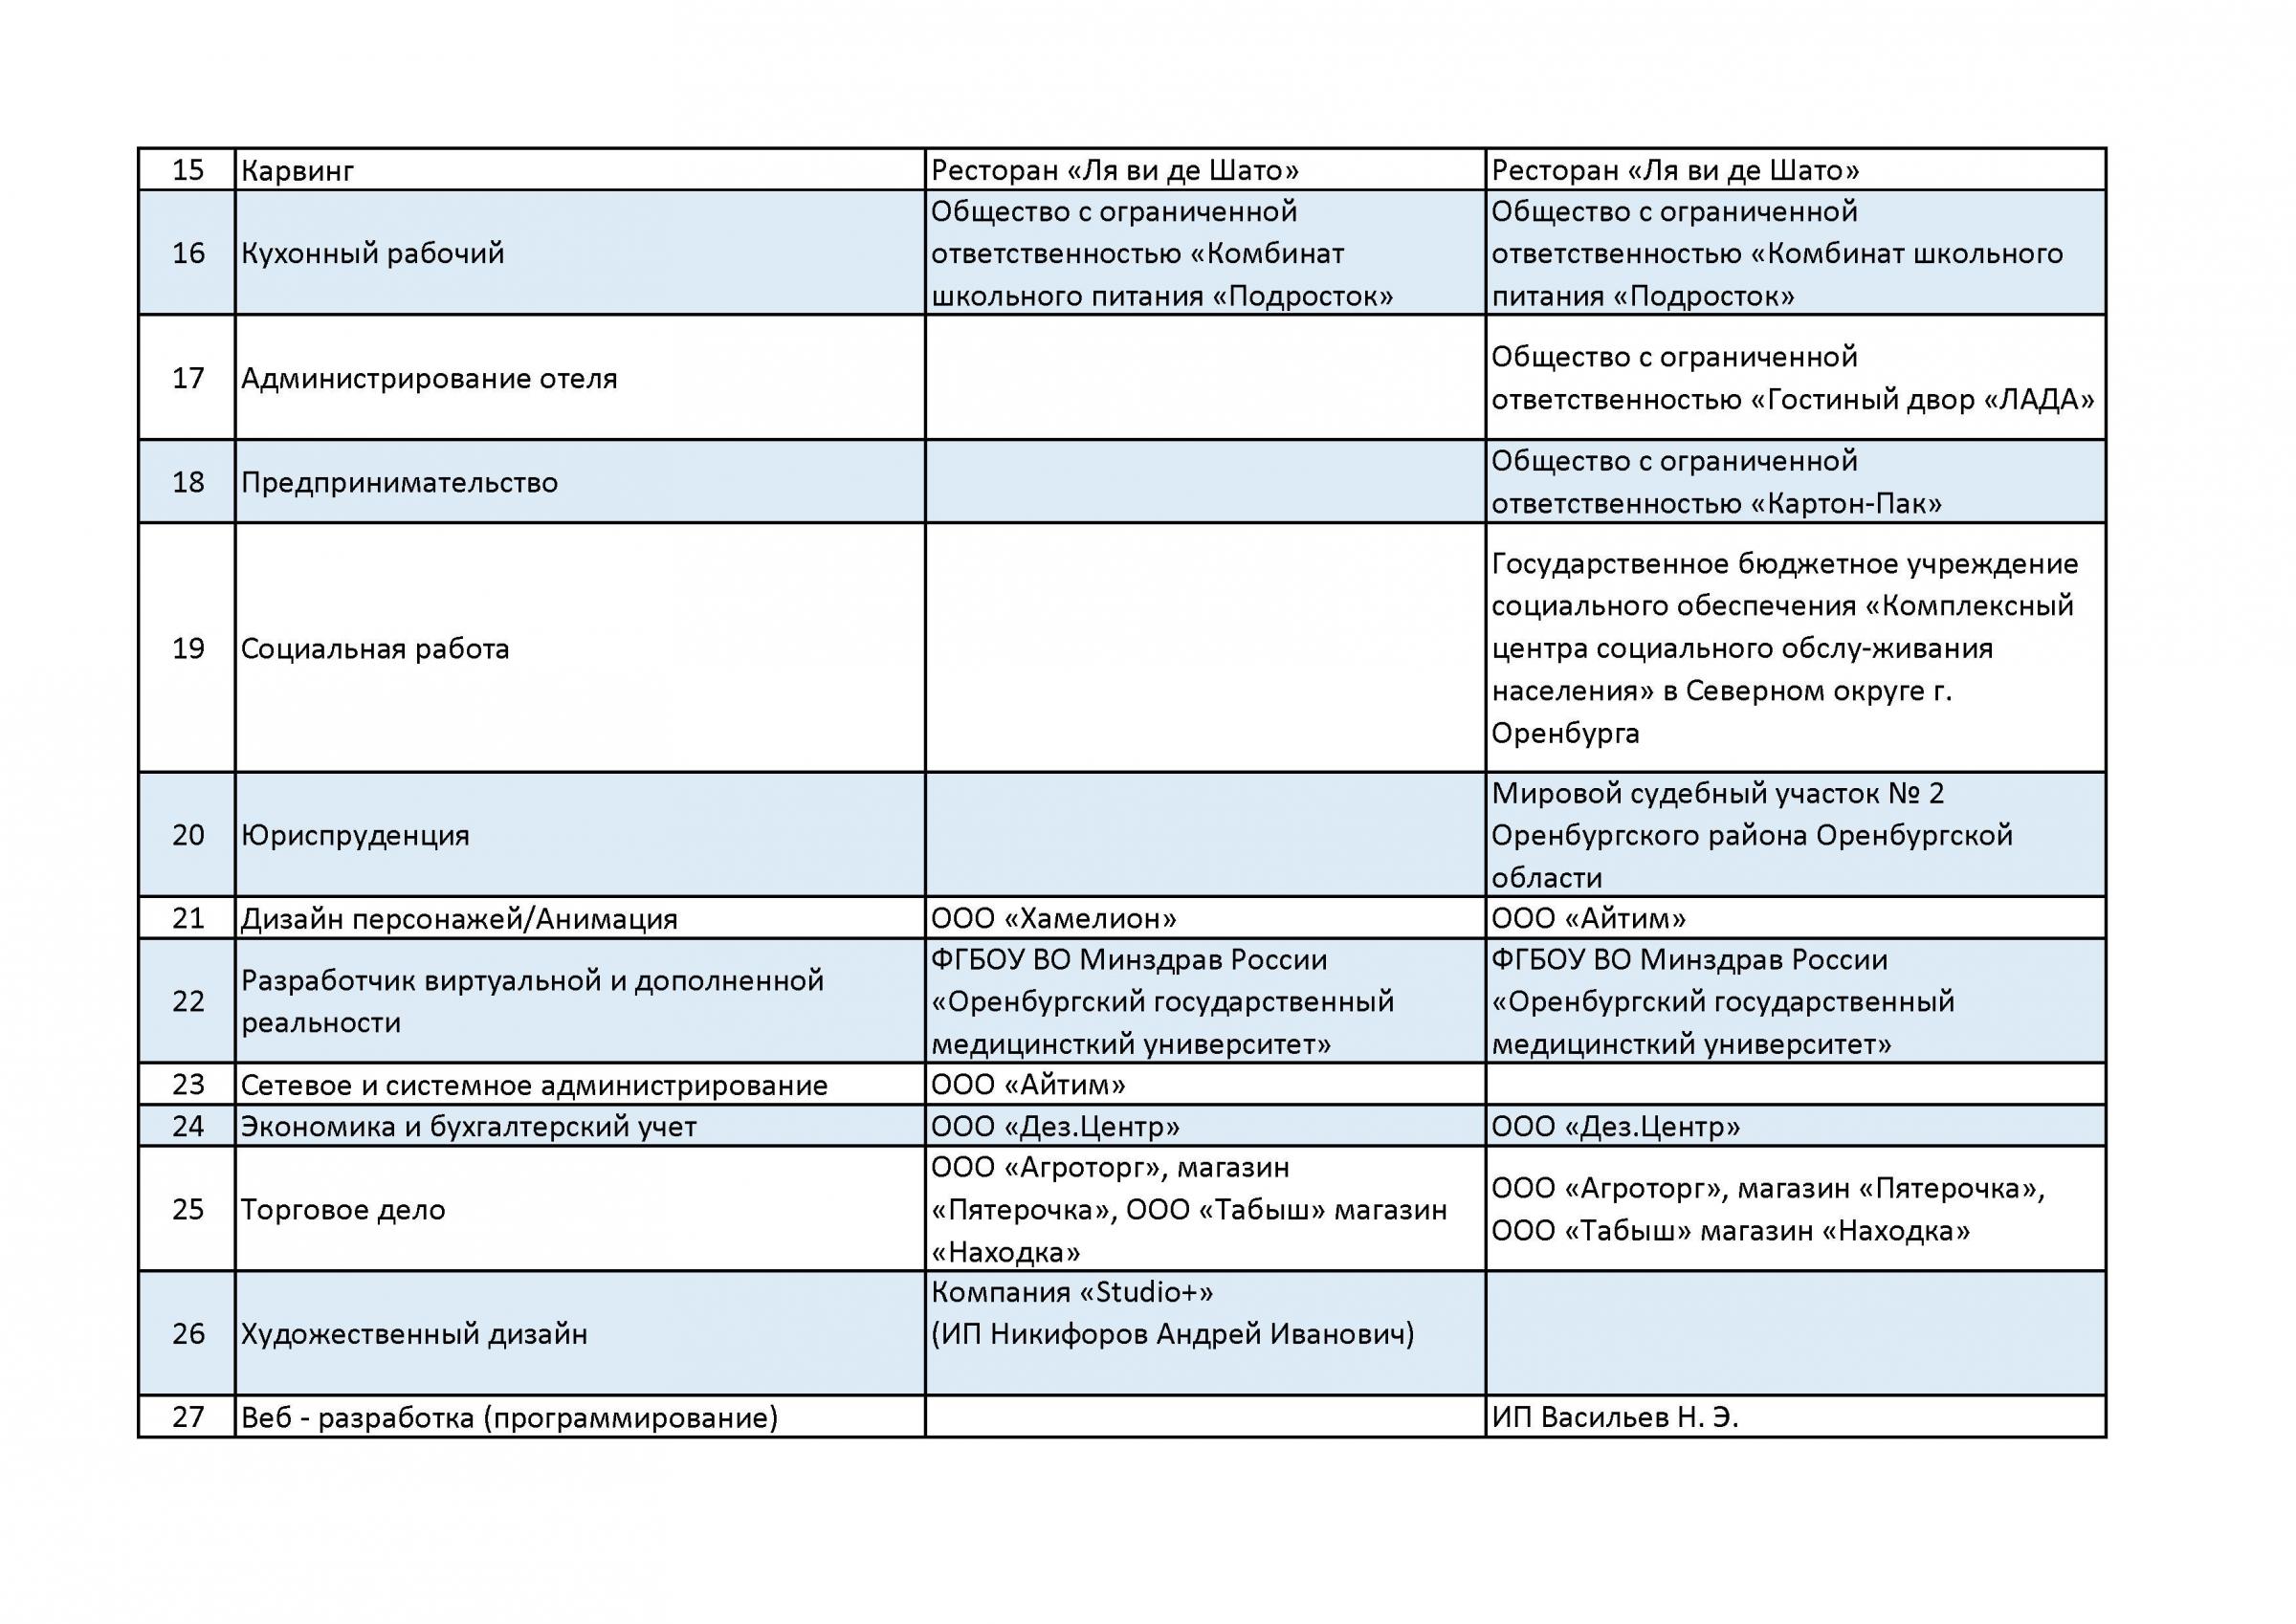 15 Карвинг Ресторан «Ля ви де Шато» Ресторан «Ля ви де Шато»
16 Кухонный рабочий
Общество с ограниченной
ответственностью «Комбинат
школьного питания «Подросток»
Общество с ограниченной
ответственностью «Комбинат школьного
питания «Подросток»
17 Администрирование отеля
Общество с ограниченной
ответственностью «Гостиный двор «ЛАДА»
18 Предпринимательство
Общество с ограниченной
ответственностью «Картон-Пак»
19 Социальная работа
Государственное бюджетное учреждение
социального обеспечения «Комплексный
центра социального обслу-живания
населения» в Северном округе г.
Оренбурга
20 Юриспруденция
Мировой судебный участок № 2
Оренбургского района Оренбургской
области
21 Дизайн персонажей/Анимация ООО «Хамелион» ООО «Айтим»
22 Разработчик виртуальной и дополненной
реальности
ФГБОУ ВО Минздрав России
«Оренбургский государственный
медицинсткий университет»
ФГБОУ ВО Минздрав России
«Оренбургский государственный
медицинсткий университет»
23 Сетевое и системное администрирование ООО «Айтим»
24 Экономика и бухгалтерский учет ООО «Дез.Центр» ООО «Дез.Центр»
25 Торговое дело
ООО «Агроторг», магазин
«Пятерочка», ООО «Табыш» магазин
«Находка»
ООО «Агроторг», магазин «Пятерочка»,
ООО «Табыш» магазин «Находка»
26 Художественный дизайн
Компания «Studio+»
(ИП Никифоров Андрей Иванович)
27 Веб - разработка (программирование) ИП Васильев Н. Э.